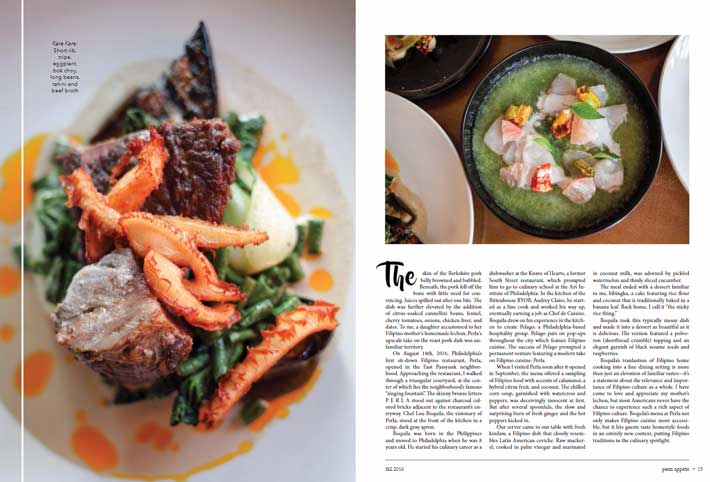 Kare Kare:
Short rib,
tripe,
eggplant,
bok choy,
long beans,
tahini and
beef broth
The skin of the Berkshire pork
belly browned and bubbled.
Beneath, the pork fell off the
bone with little need for con-
vincing. Juices spilled out after one bite. The
dish was further elevated by the addition
of citrus-soaked cannellini beans, fennel,
cherry tomatoes, onions, chicken liver, and
dates. To me, a daughter accustomed to her
Filipino mother's homemade lechon, Perla's
upscale take on the roast pork dish was un-
familiar territory.
On August 18th, 2016, Philadelphia's
first sit-down Filipino restaurant, Perla,
opened in the East Passyunk neighbor-
hood. Approaching the restaurant, I walked
through a triangular courtyard, at the cen-
ter of which lies the neighborhood's famous
"singing fountain". The skinny bronze letters
P E R L A stood out against charcoal col-
ored bricks adjacent to the restaurant's en-
tryway. Chef Lou Boquila, the visionary of
Perla, stood at the front of the kitchen in a
crisp, dark gray apron.
Boquila was born in the Philippines
and moved to Philadelphia when he was 8
years old. He started his culinary career as a
dishwasher at the Knave of Hearts, a former
South Street restaurant, which prompted
him to go to culinary school at the Art In-
stitute of Philadelphia. In the kitchen of the
Rittenhouse BYOB, Audrey Claire, he start-
ed as a line cook and worked his way up,
eventually earning a job as Chef de Cuisine.
Boquila drew on his experience in the kitch-
en to create Pelago, a Philadelphia-based
hospitality group. Pelago puts on pop-ups
throughout the city which feature Filipino
cuisine. The success of Pelago prompted a
permanent venture featuring a modern take
on Filipino cuisine: Perla.
When I visited Perla soon after it opened
in September, the menu offered a sampling
of Filipino food with accents of calamansi, a
hybrid citrus fruit, and coconut. The chilled
corn soup, garnished with watercress and
peppers, was deceivingly innocent at first.
But after several spoonfuls, the slow and
surprising burn of fresh ginger and the hot
peppers kicked in.
Our server came to our table with fresh
kinilaw, a Filipino dish that closely resem-
bles Latin American ceviche. Raw macker-
el, cooked in palm vinegar and marinated
in coconut milk, was adorned by pickled
watermelon and thinly sliced cucumber.
The meal ended with a dessert familiar
to me, bibingka, a cake featuring rice flour
and coconut that is traditionally baked in a
banana leaf. Back home, I call it "the sticky
rice thing."
Boquila took this typically messy dish
and made it into a dessert as beautiful as it
is delicious. His version featured a polvo-
ron (shortbread crumble) topping and an
elegant garnish of black sesame seeds and
raspberries.
Boquila's translation of Filipino home
cooking into a fine dining setting is more
than just an elevation of familiar tastes—it's
a statement about the relevance and impor-
tance of Filipino culture as a whole. I have
come to love and appreciate my mother's
lechon, but most Americans never have the
chance to experience such a rich aspect of
Filipino culture. Boquila's menu at Perla not
only makes Filipino cuisine more accessi-
ble, but it lets guests taste homestyle foods
in an entirely new context, putting Filipino
traditions in the culinary spotlight.
fall 2016
penn appétit • 15